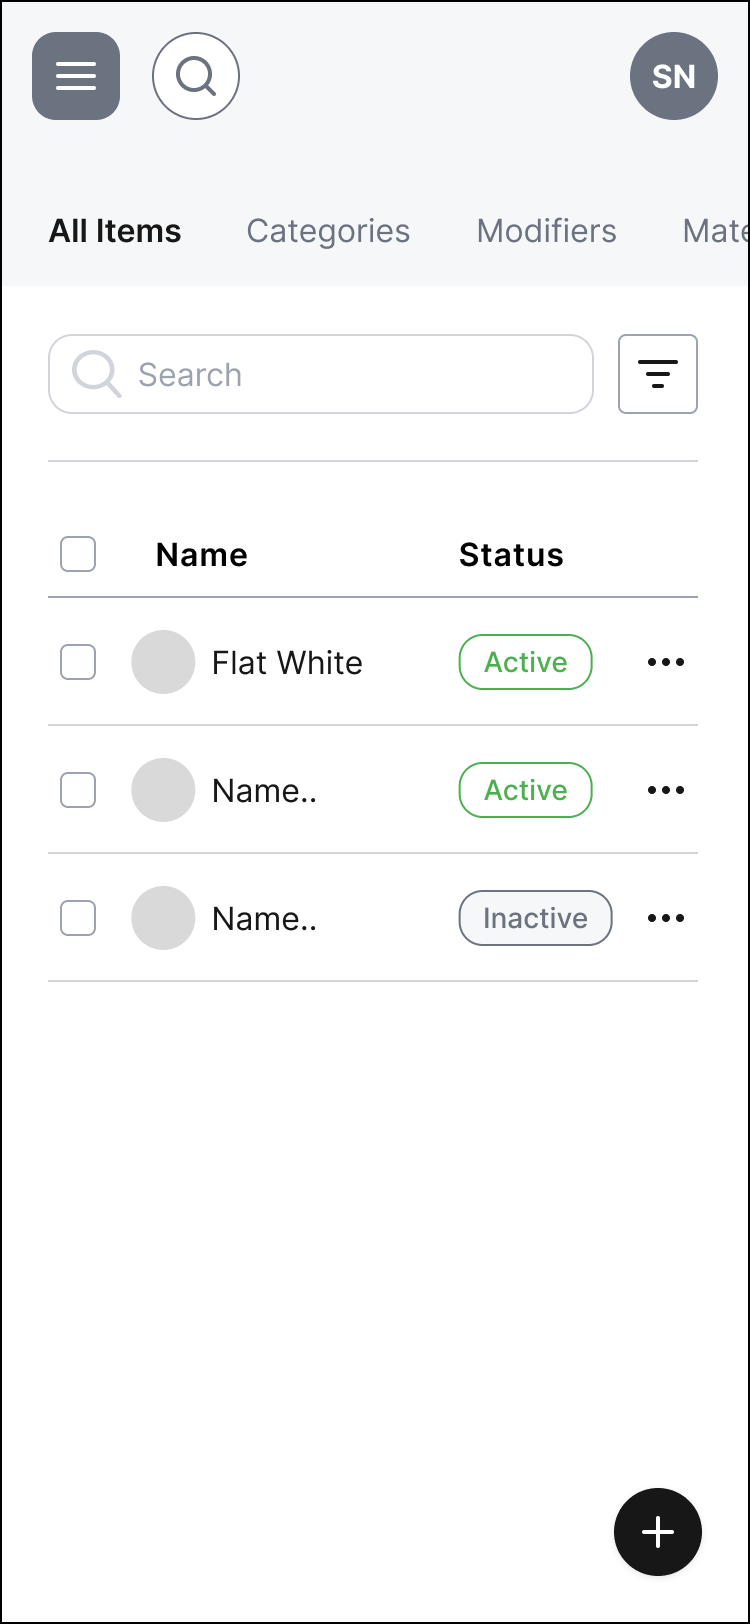 SN
All Items Categories Modifiers Mate
Search
Name Status
Flat White Active
Name.. Active
Name.. Inactive